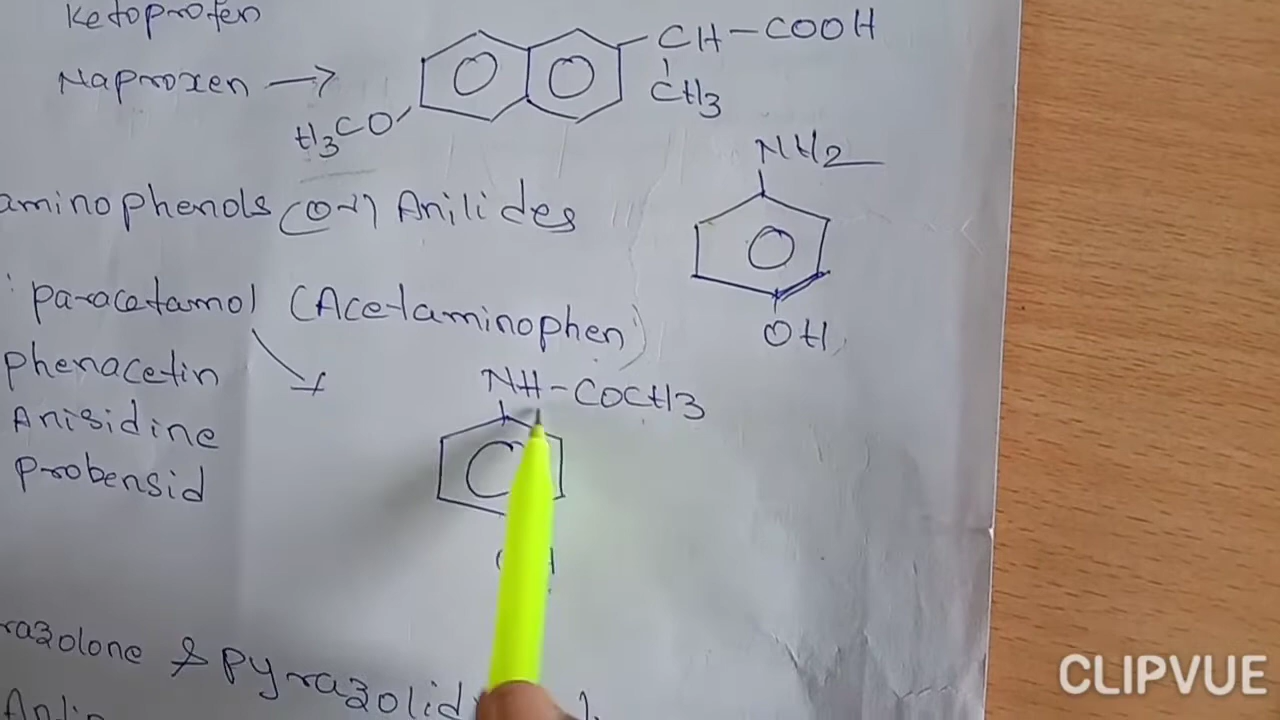 Ketoprofen
Naproxen →
CH-COOH
CH3
H3CO
NH2
OH
aminophenols (or) Anilides
paracetamol (Acetaminophen)
phenacetin
Anisidine
probensid
NH-COCH3
razolone & pyrazolid
CLIPVUE